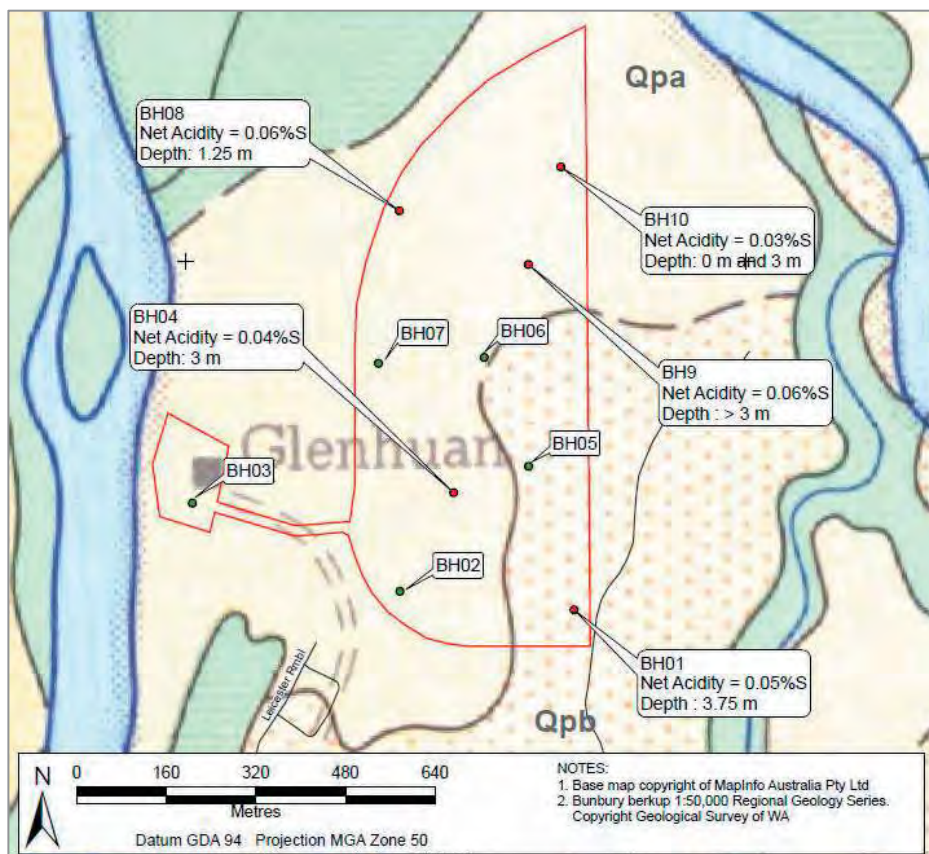 Qpa
BH08
Net Acidity = 0.06%S
Depth: 1.25 m
BH10
Net Acidity = 0.03%S
Depth: 0 m and 3 m
BH04
Net Acidity = 0.04%S
Depth: 3 m
BH07
BH06
BH9
Net Acidity = 0.06%S
Depth : > 3 m
Glenhuan
BH03
BH05
BH02
BH01
Net Acidity = 0.05%S
Depth : 3.75 m
Leicester Rmbl
Qpb
N
0 160 320 480 640
Metres
Datum GDA 94 Projection MGA Zone 50
NOTES:
1. Base map copyright of MapInfo Australia Pty Ltd
2. Bunbury berkup 1:50,000 Regional Geology Series.
Copyright Geological Survey of WA